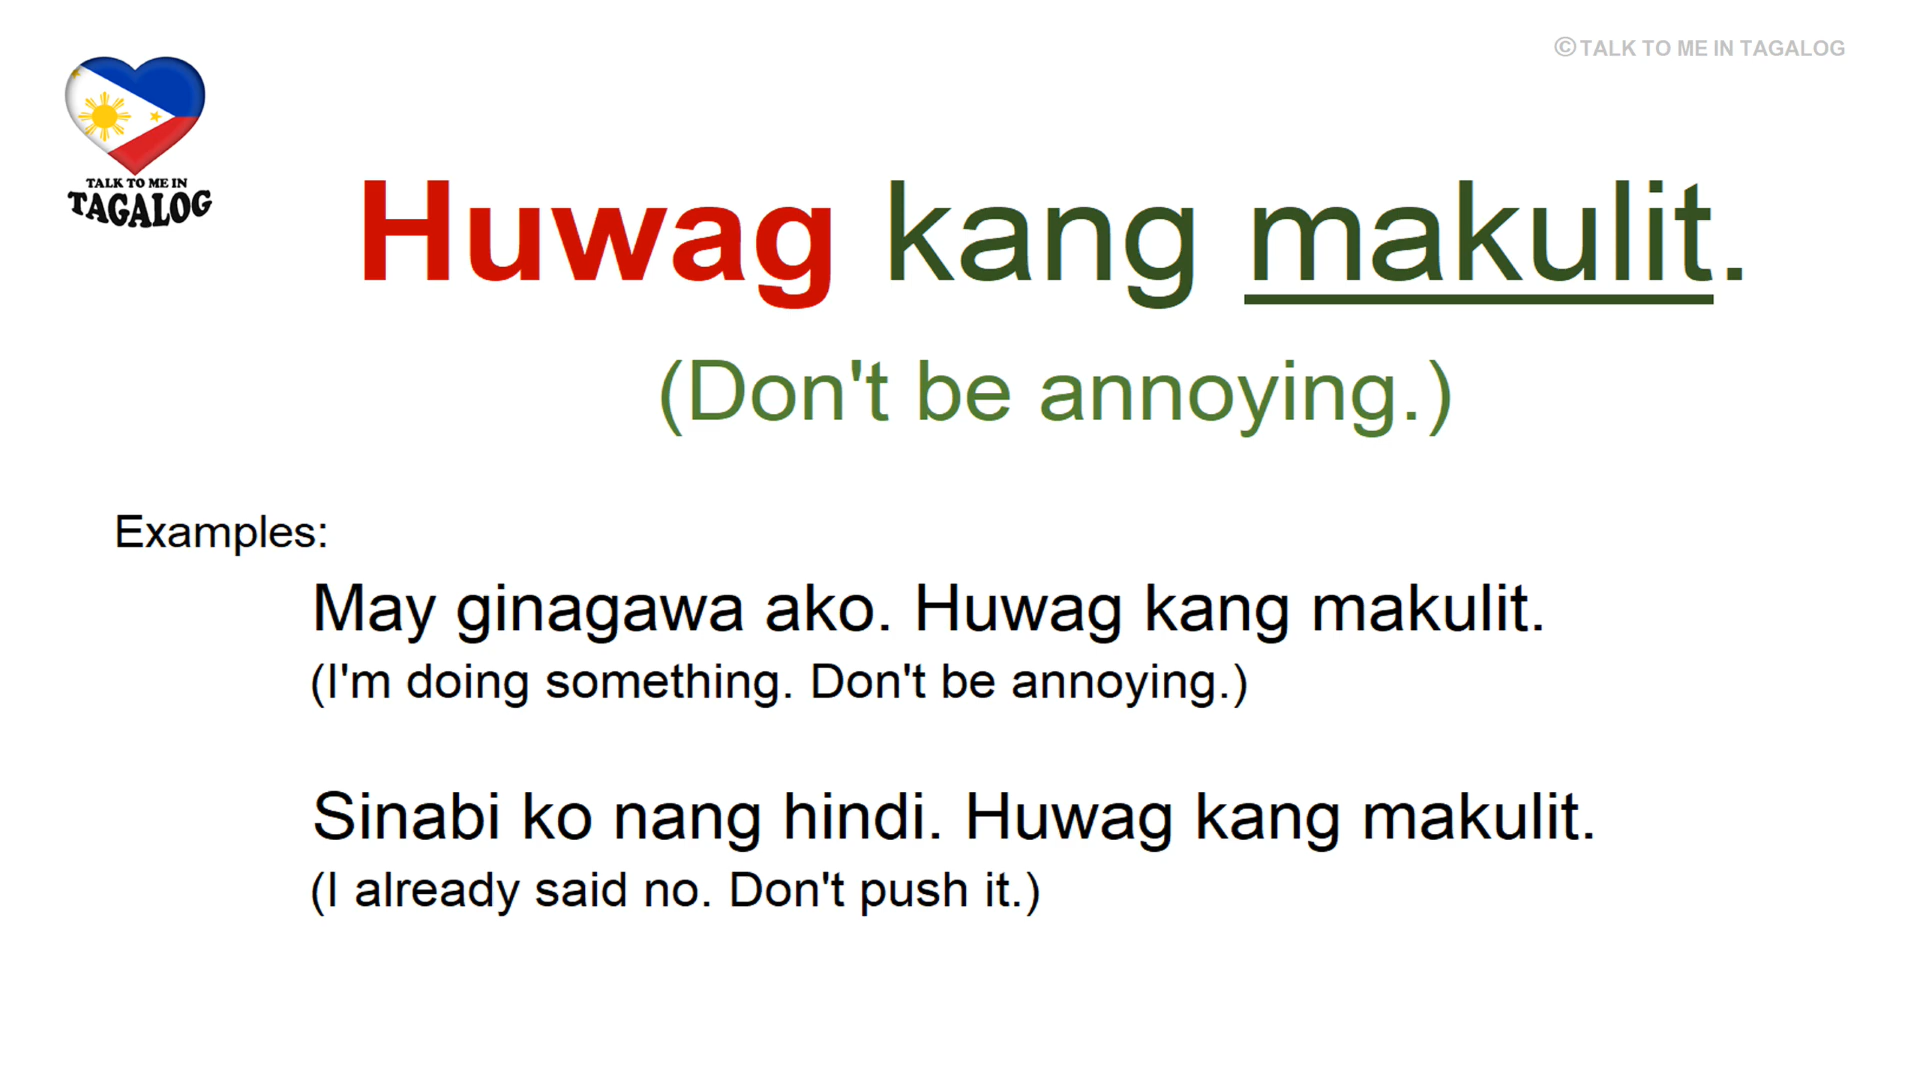 © TALK TO ME IN TAGALOG
TALK TO ME IN
TAGALOG
Huwag kang makulit.
(Don't be annoying.)
Examples:
May ginagawa ako. Huwag kang makulit.
(I'm doing something. Don't be annoying.)
Sinabi ko nang hindi. Huwag kang makulit.
(I already said no. Don't push it.)